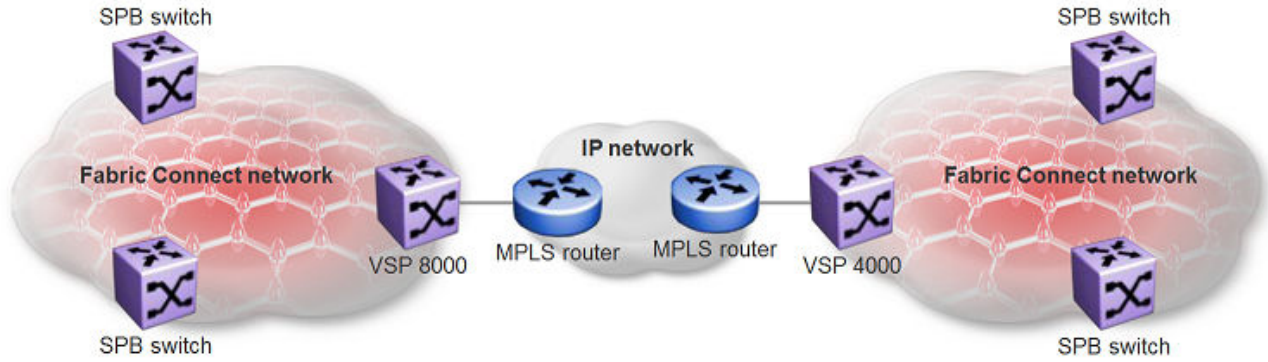 SPB switch
SPB switch
Fabric Connect network
IP network
Fabric Connect network
MPLS router
MPLS router
VSP 8000
VSP 4000
SPB switch
SPB switch